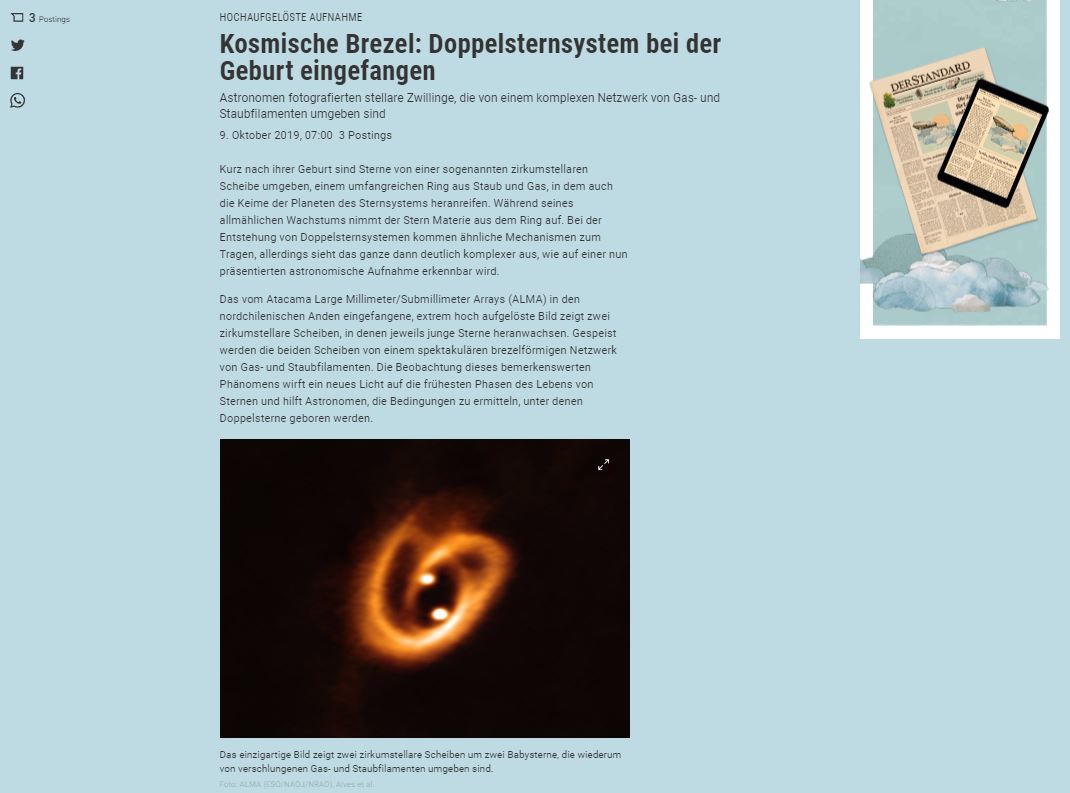 3 Postings
HOCHAUFGELÖSTE AUFNAHME
Kosmische Brezel: Doppelsternsystem bei der
Geburt eingefangen
Astronomen fotografierten stellare Zwillinge, die von einem komplexen Netzwerk von Gas- und
Staubfilamenten umgeben sind
9. Oktober 2019, 07:00 3 Postings
Kurz nach ihrer Geburt sind Sterne von einer sogenannten zirkumstellaren
Scheibe umgeben, einem umfangreichen Ring aus Staub und Gas, in dem auch
die Keime der Planeten des Sternsystems heranreifen. Während seines
allmählichen Wachstums nimmt der Stern Materie aus dem Ring auf. Bei der
Entstehung von Doppelsternsystemen kommen ähnliche Mechanismen zum
Tragen, allerdings sieht das ganze dann deutlich komplexer aus, wie auf einer nun
präsentierten astronomische Aufnahme erkennbar wird.
Das vom Atacama Large Millimeter/Submillimeter Arrays (ALMA) in den
nordchilenischen Anden eingefangene, extrem hoch aufgelöste Bild zeigt zwei
zirkumstellare Scheiben, in denen jeweils junge Sterne heranwachsen. Gespeist
werden die beiden Scheiben von einem spektakulären brezelförmigen Netzwerk
von Gas- und Staubfilamenten. Die Beobachtung dieses bemerkenswerten
Phänomens wirft ein neues Licht auf die frühesten Phasen des Lebens von
Sternen und hilft Astronomen, die Bedingungen zu ermitteln, unter denen
Doppelsterne geboren werden.
Das einzigartige Bild zeigt zwei zirkumstellare Scheiben um zwei Babysterne, die wiederum
von verschlungenen Gas- und Staubfilamenten umgeben sind.
Foto: ALMA (ESO/NAOJ/NRAO), Alves et al.
DERSTANDARD